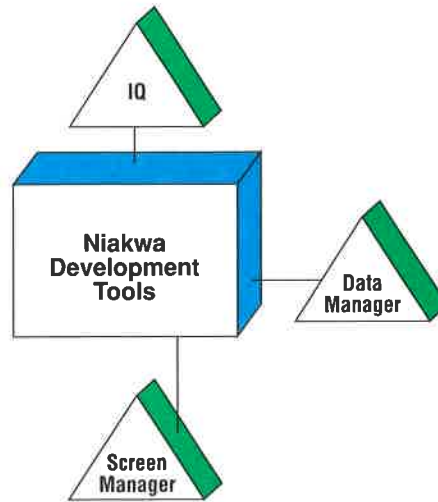 IQ
Niakwa
Development
Tools
Data
Manager
Screen
Manager